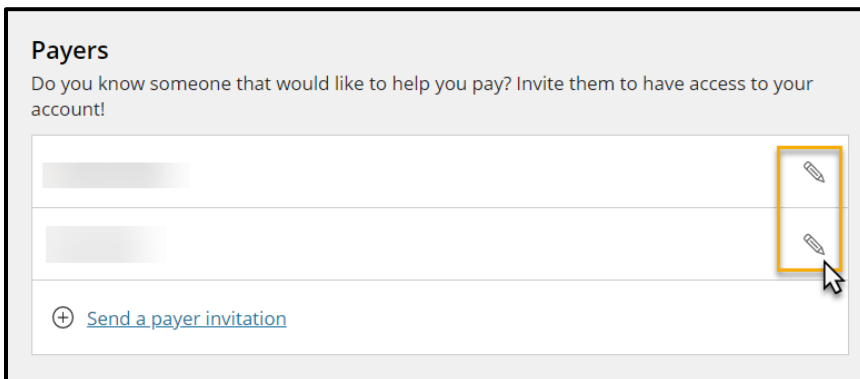 Payers
Do you know someone that would like to help you pay? Invite them to have access to your
account!
Send a payer invitation